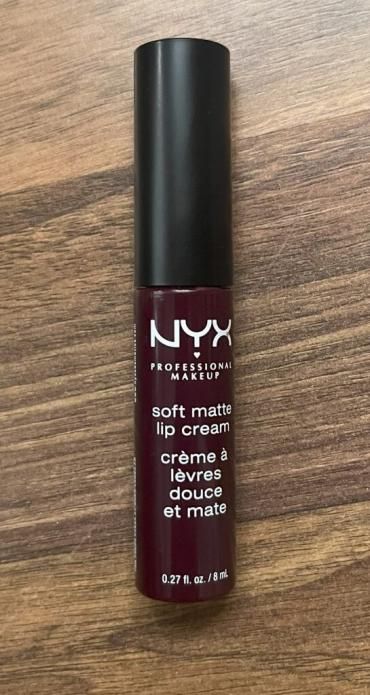 NYX
PROFESSIONAL
MAKEUP
soft matte
lip cream
crème à
lèvres
douce
et mate
0.27 fl. oz. / 8 mL